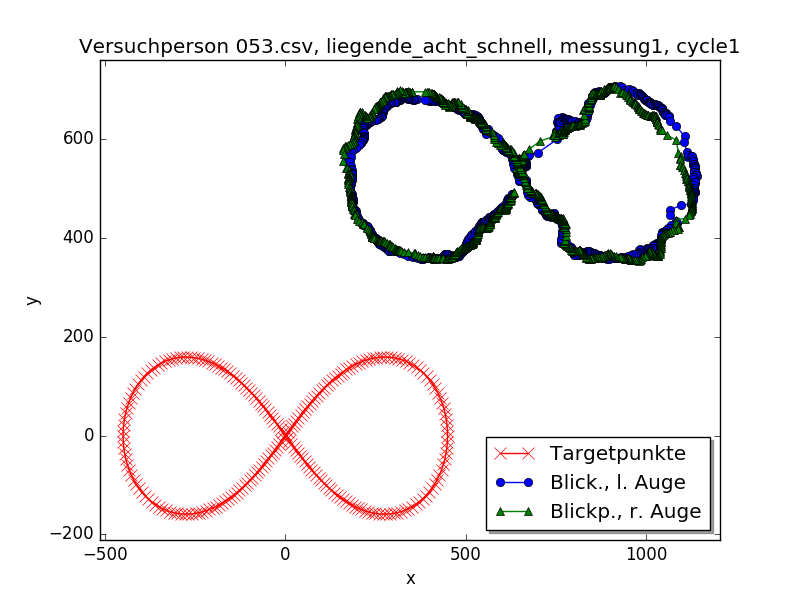 Versuchperson 053.csv, liegende_acht_schnell, messung1, cycle1
y
600
400
200
0
−200
−500
0
500
1000
x
Targetpunkte
Blick., l. Auge
Blickp., r. Auge